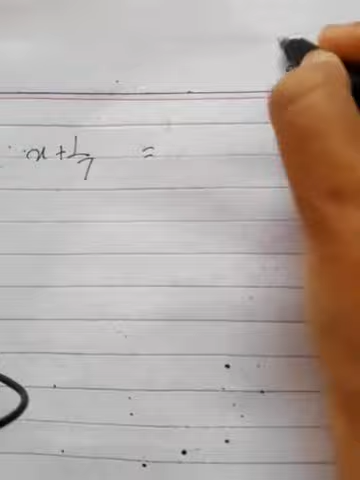 x + 1/7 =